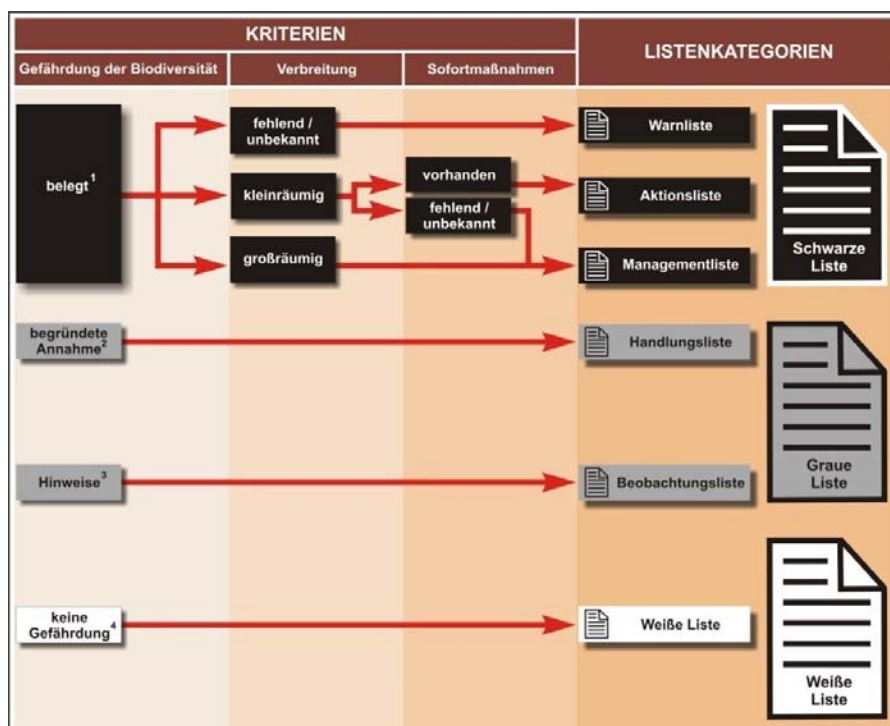 KRITERIEN
LISTENKATEGORIEN
Gefährdung der Biodiversität
Verbreitung
Sofortmaßnahmen
belegt1
fehlend /
unbekannt
Warnliste
kleinräumig
vorhanden
Aktionsliste
fehlend /
unbekannt
großräumig
Managementliste
Schwarze
Liste
begründete
Annahme2
Handlungsliste
Hinweise3
Beobachtungsliste
Graue
Liste
keine
Gefährdung4
Weiße Liste
Weiße
Liste